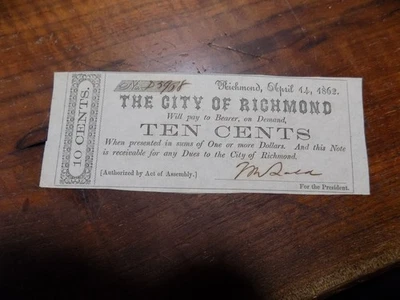 10 CENTS.
No. 23988 Richmond, April 14, 1862.
THE CITY OF RICHMOND
Will pay to Bearer, on Demand,
TEN CENTS
When presented in sums of One or more Dollars. And this Note
is receivable for any Dues to the City of Richmond.
(Authorized by Act of Assembly.)
For the President.